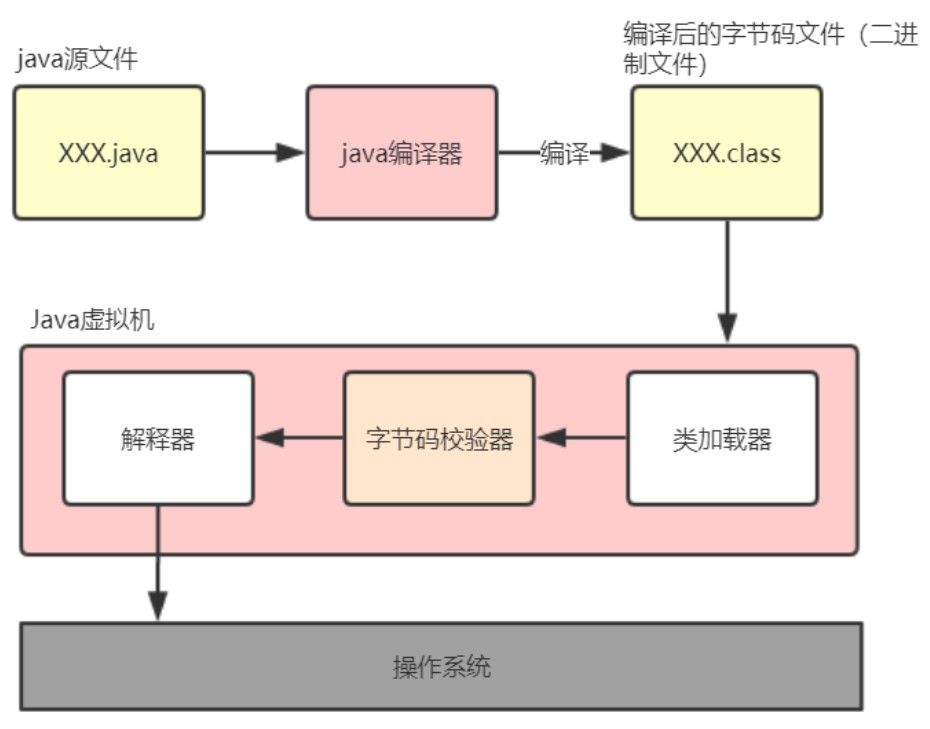 java源文件
编译后的字节码文件（二进
制文件）
XXX.java
java编译器
编译
XXX.class
Java虚拟机
解释器
字节码校验器
类加载器
操作系统